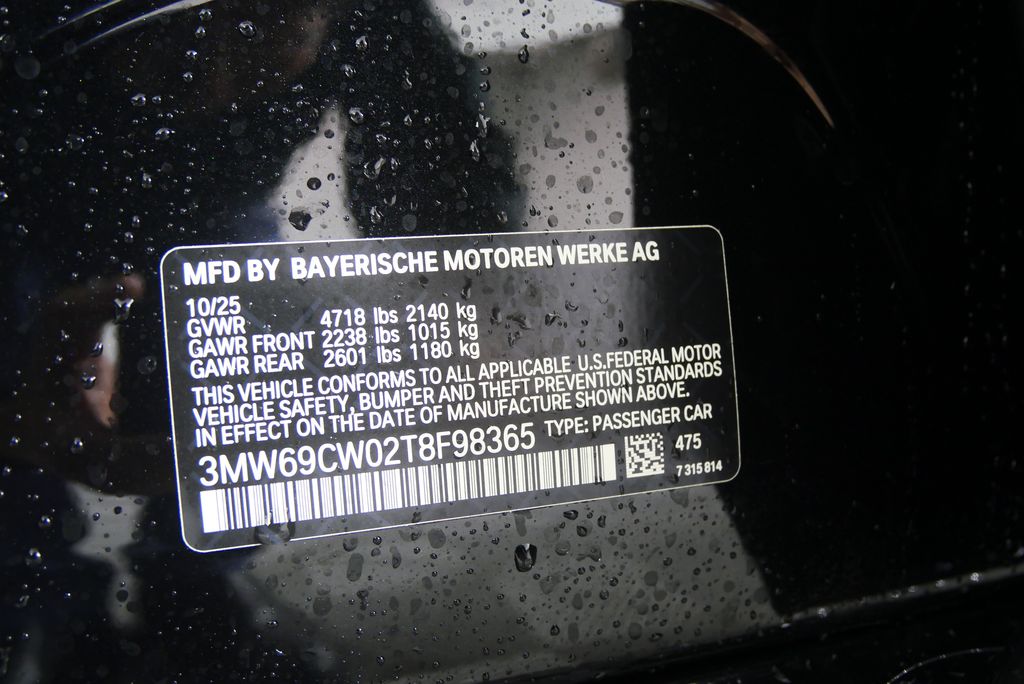 MFD BY BAYERISCHE MOTOREN WERKE AG
10/25
GVWR 4718 lbs 2140 kg
GAWR FRONT 2238 lbs 1015 kg
GAWR REAR 2601 lbs 1180 kg
THIS VEHICLE CONFORMS TO ALL APPLICABLE U.S.FEDERAL MOTOR
VEHICLE SAFETY, BUMPER AND THEFT PREVENTION STANDARDS
IN EFFECT ON THE DATE OF MANUFACTURE SHOWN ABOVE.
3MW69CW02T8F98365 TYPE: PASSENGER CAR
475
7 315 814